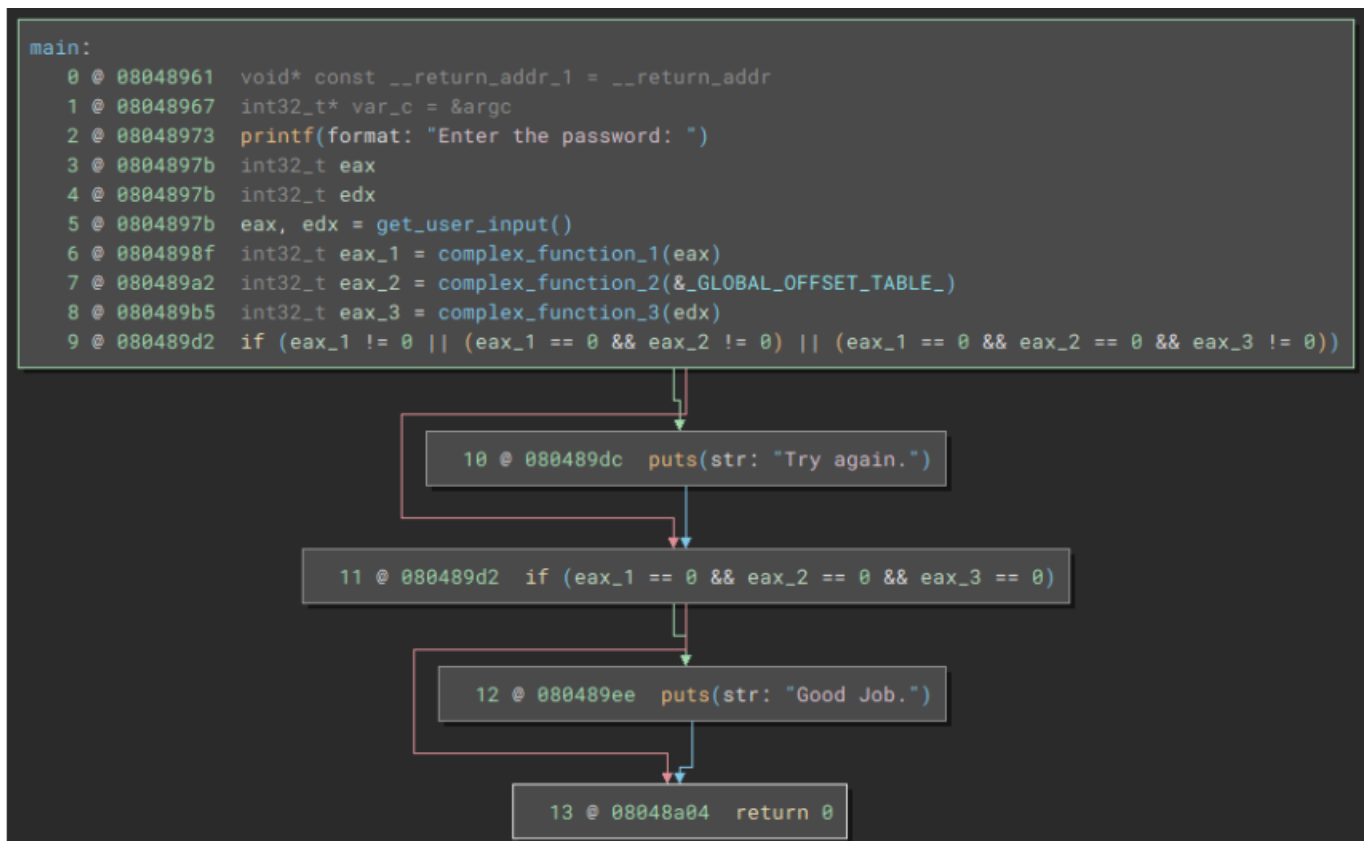 main:
0 @ 08048961 void* const __return_addr_1 = __return_addr
1 @ 08048967 int32_t* var_c = &argc
2 @ 08048973 printf(format: "Enter the password: ")
3 @ 0804897b int32_t eax
4 @ 0804897b int32_t edx
5 @ 0804897b eax, edx = get_user_input()
6 @ 0804898f int32_t eax_1 = complex_function_1(eax)
7 @ 080489a2 int32_t eax_2 = complex_function_2(&_GLOBAL_OFFSET_TABLE_)
8 @ 080489b5 int32_t eax_3 = complex_function_3(edx)
9 @ 080489d2 if (eax_1 != 0 || (eax_1 == 0 && eax_2 != 0) || (eax_1 == 0 && eax_2 == 0 && eax_3 != 0))
10 @ 080489dc puts(str: "Try again.")
11 @ 080489d2 if (eax_1 == 0 && eax_2 == 0 && eax_3 == 0)
12 @ 080489ee puts(str: "Good Job.")
13 @ 08048a04 return 0